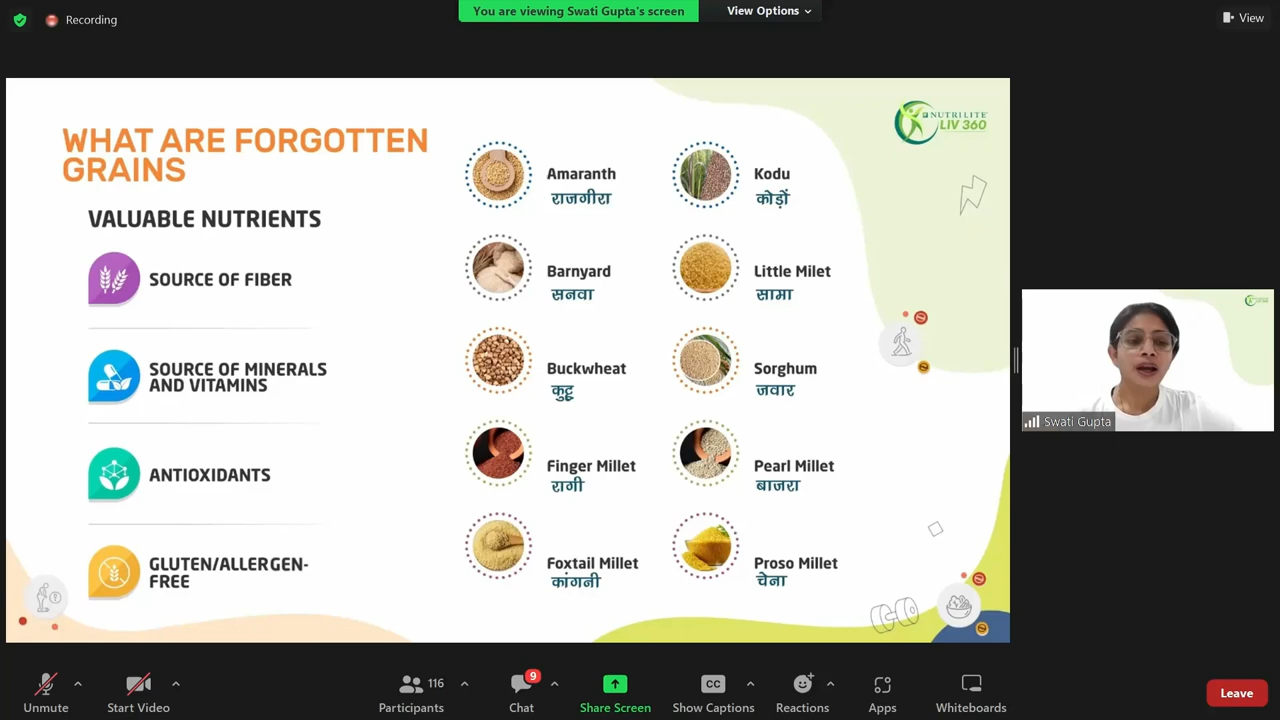 Recording
You are viewing Swati Gupta's screen
View Options
View
WHAT ARE FORGOTTEN
GRAINS
VALUABLE NUTRIENTS
SOURCE OF FIBER
SOURCE OF MINERALS
AND VITAMINS
ANTIOXIDANTS
GLUTEN/ALLERGEN-
FREE
Amaranth
राजगीरा
Kodu
कोड़ों
Barnyard
सनवा
Little Milet
सामा
Buckwheat
कुट्टू
Sorghum
जवार
Finger Millet
रागी
Pearl Millet
बाजरा
Foxtail Millet
कांगनी
Proso Millet
चेना
NUTRILITE
LIV 360
Swati Gupta
Unmute
Start Video
116
Participants
9
Chat
Share Screen
CC
Show Captions
Reactions
Apps
Whiteboards
Leave